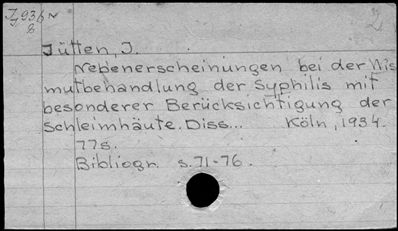 Jütten, J.
Nebenerscheinungen bei der Wis
mutbehandlung der Syphilis mit
besonderer Berücksichtigung der
Schleimhäute. Diss... Köln, 1934.
77s.
Bibliogr. s.71-76.